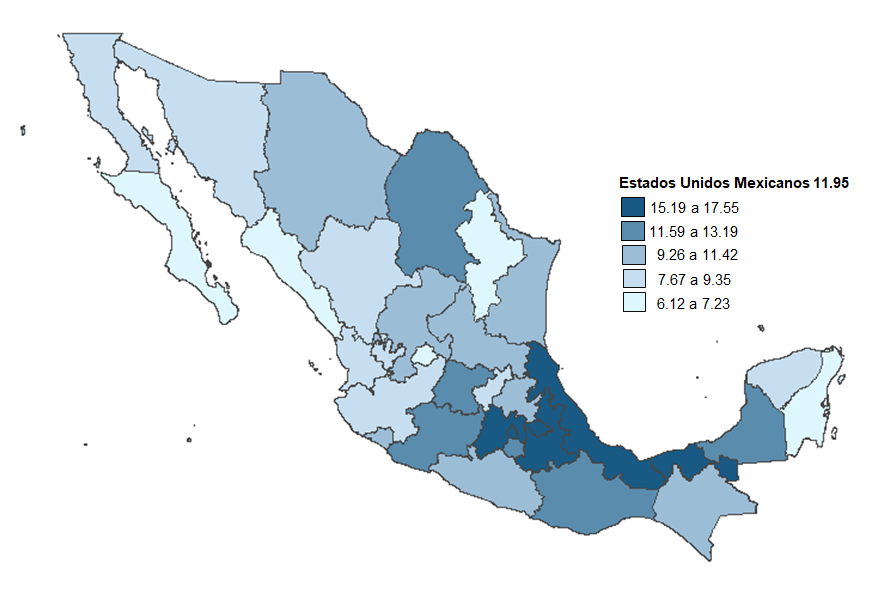 Estados Unidos Mexicanos 11.95
15.19 a 17.55
11.59 a 13.19
9.26 a 11.42
7.67 a 9.35
6.12 a 7.23